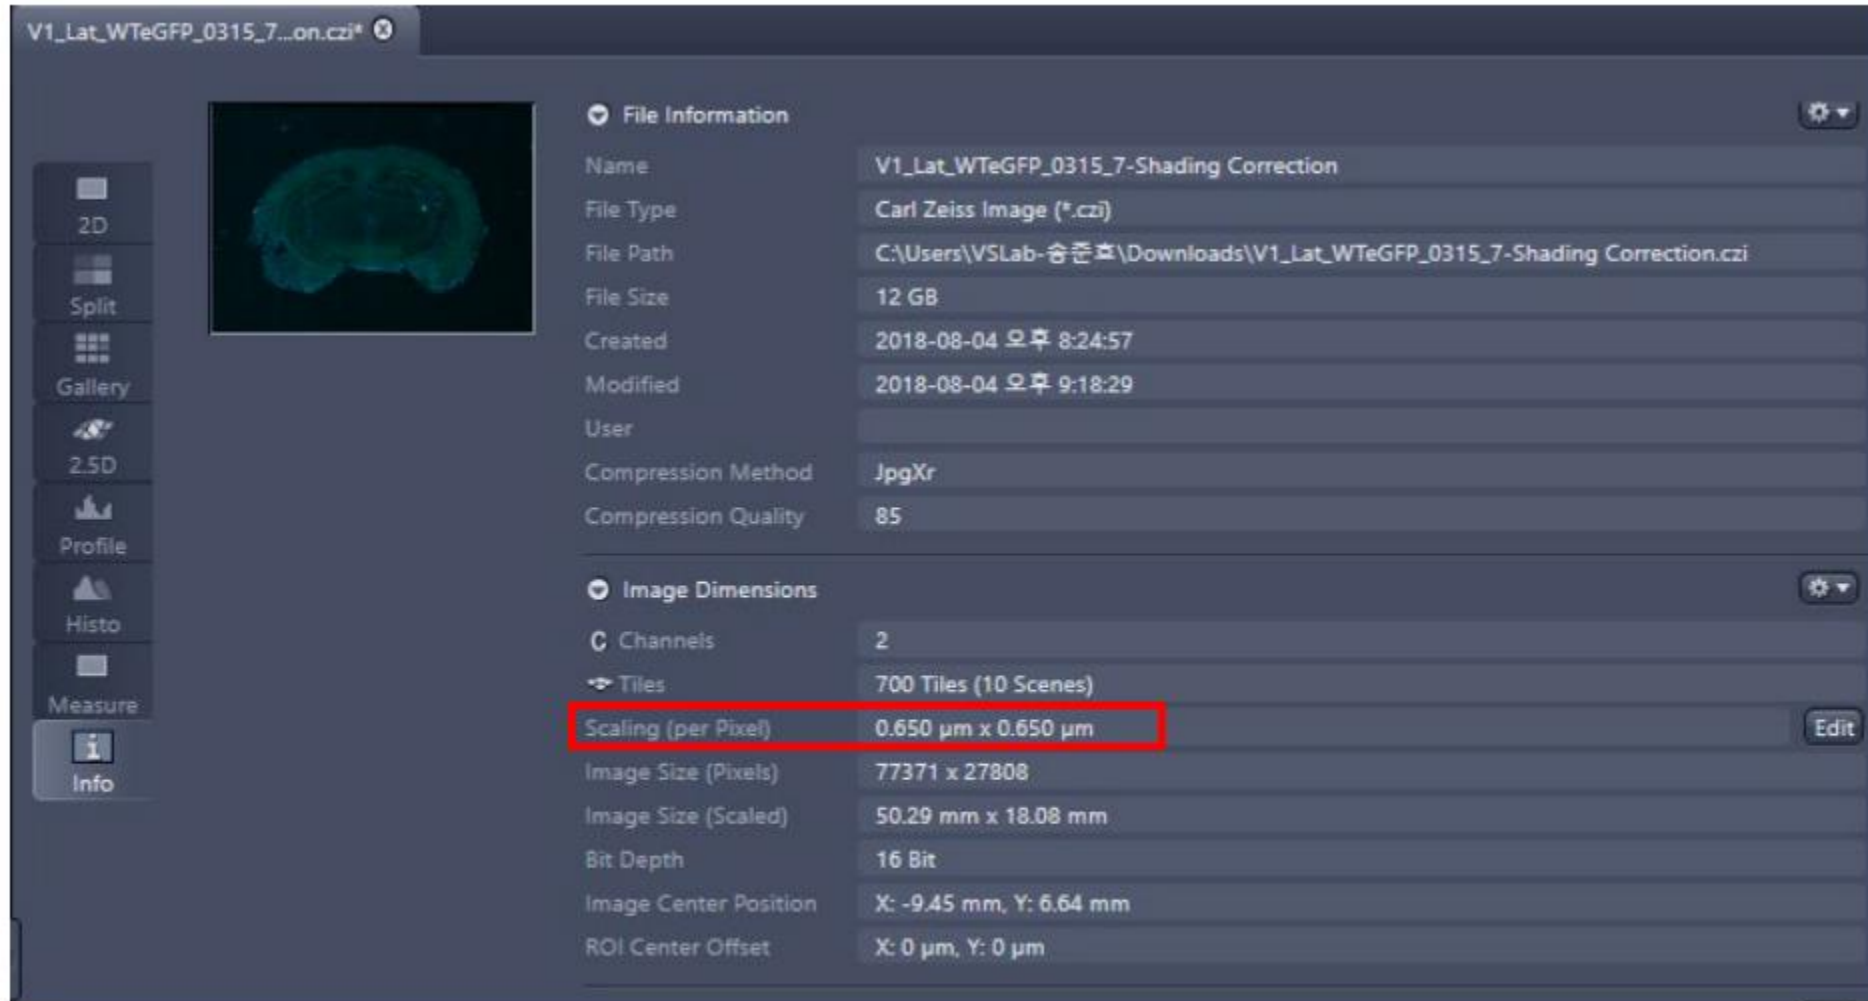 V1_Lat_WTeGFP_0315_7...on.czi*
2D
Split
Gallery
2.5D
Profile
Histo
Measure
Info
File Information
Name V1_Lat_WTeGFP_0315_7-Shading Correction
File Type Carl Zeiss Image (*.czi)
File Path C:\Users\VSLab-송준호\Downloads\V1_Lat_WTeGFP_0315_7-Shading Correction.czi
File Size 12 GB
Created 2018-08-04 오후 8:24:57
Modified 2018-08-04 오후 9:18:29
User
Compression Method JpgXr
Compression Quality 85
Image Dimensions
C Channels 2
Tiles 700 Tiles (10 Scenes)
Scaling (per Pixel) 0.650 µm x 0.650 µm Edit
Image Size (Pixels) 77371 x 27808
Image Size (Scaled) 50.29 mm x 18.08 mm
Bit Depth 16 Bit
Image Center Position X: -9.45 mm, Y: 6.64 mm
ROI Center Offset X: 0 µm, Y: 0 µm